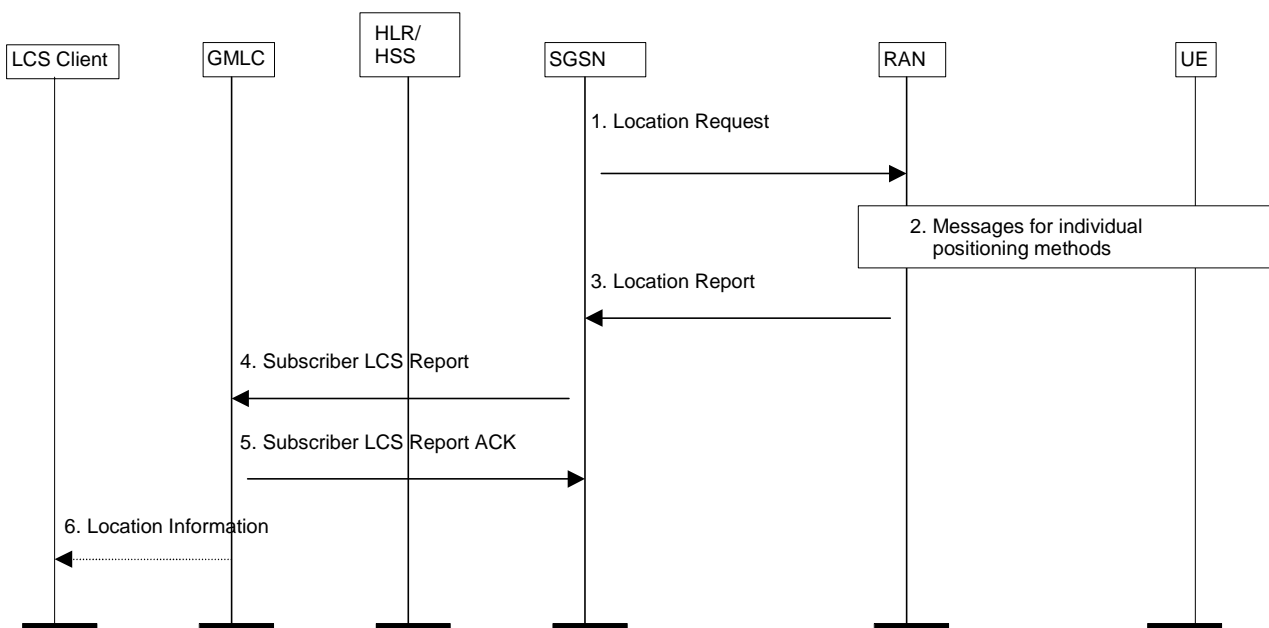 HLR/
HSS
LCS Client
GMLC
SGSN
RAN
UE
1. Location Request
2. Messages for individual
positioning methods
3. Location Report
4. Subscriber LCS Report
5. Subscriber LCS Report ACK
6. Location Information